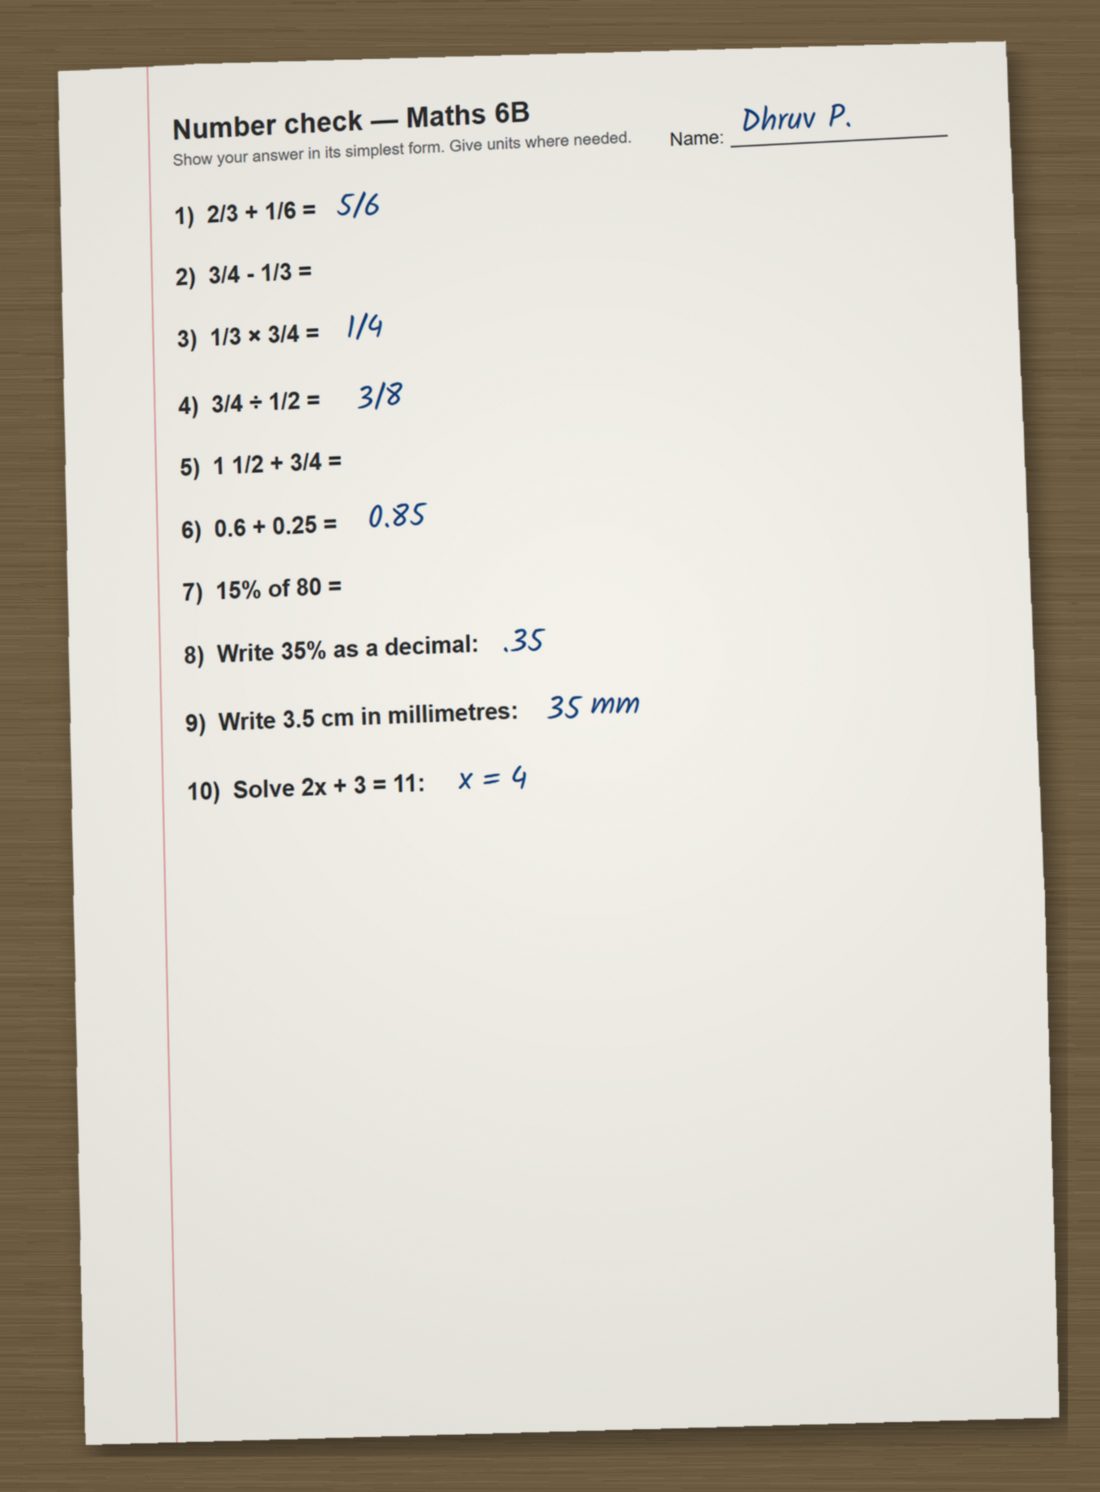 Number check — Maths 6B
Show your answer in its simplest form. Give units where needed.
Name: Dhruv P.
1) 2/3 + 1/6 = 5/6
2) 3/4 - 1/3 =
3) 1/3 × 3/4 = 1/4
4) 3/4 ÷ 1/2 = 3/8
5) 1 1/2 + 3/4 =
6) 0.6 + 0.25 = 0.85
7) 15% of 80 =
8) Write 35% as a decimal: .35
9) Write 3.5 cm in millimetres: 35 mm
10) Solve 2x + 3 = 11: x = 4